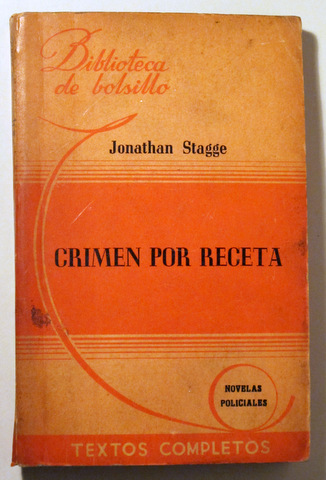 Biblioteca
de bolsillo
Jonathan Stagge
CRIMEN POR RECETA
NOVELAS
POLICIALES
TEXTOS COMPLETOS